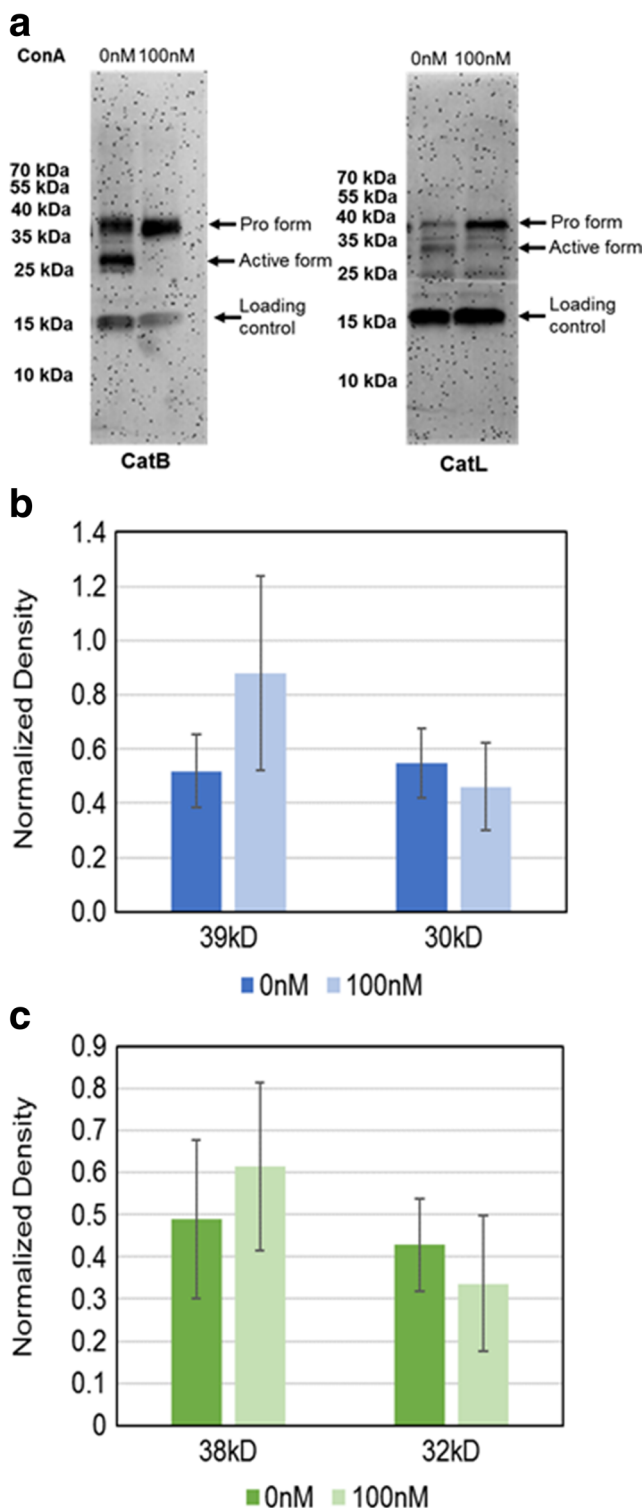 a
ConA 0nM 100nM 0nM 100nM
70 kDa
55 kDa
40 kDa
35 kDa
25 kDa
15 kDa
10 kDa
Pro form
Active form
Loading
control
CatB
70 kDa
55 kDa
40 kDa
35 kDa
25 kDa
15 kDa
10 kDa
Pro form
Active form
Loading
control
CatL
b
Normalized Density
1.4
1.2
1.0
0.8
0.6
0.4
0.2
0.0
39kD 30kD
0nM 100nM
c
Normalized Density
0.9
0.8
0.7
0.6
0.5
0.4
0.3
0.2
0.1
0
38kD 32kD
0nM 100nM